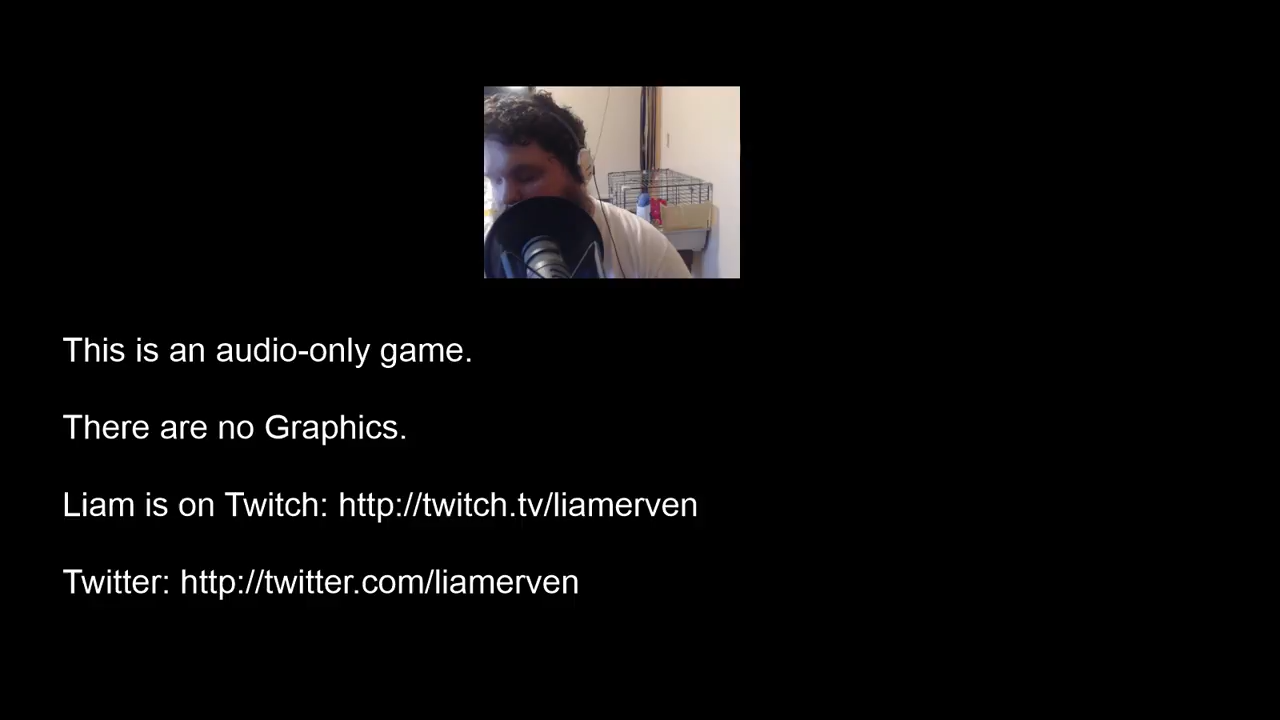 This is an audio-only game.
There are no Graphics.
Liam is on Twitch: http://twitch.tv/liamerven
Twitter: http://twitter.com/liamerven